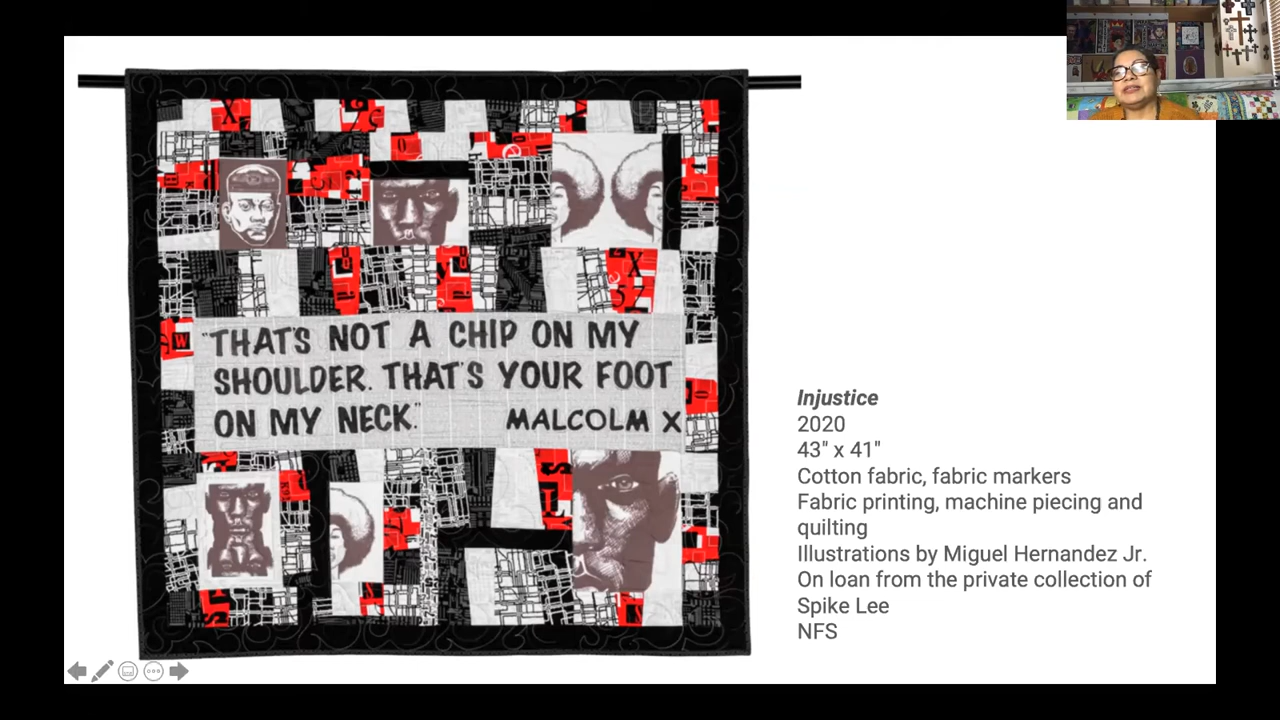 "THAT'S NOT A CHIP ON MY
SHOULDER. THAT'S YOUR FOOT
ON MY NECK."
MALCOLM X
Injustice
2020
43" x 41"
Cotton fabric, fabric markers
Fabric printing, machine piecing and
quilting
Illustrations by Miguel Hernandez Jr.
On loan from the private collection of
Spike Lee
NFS